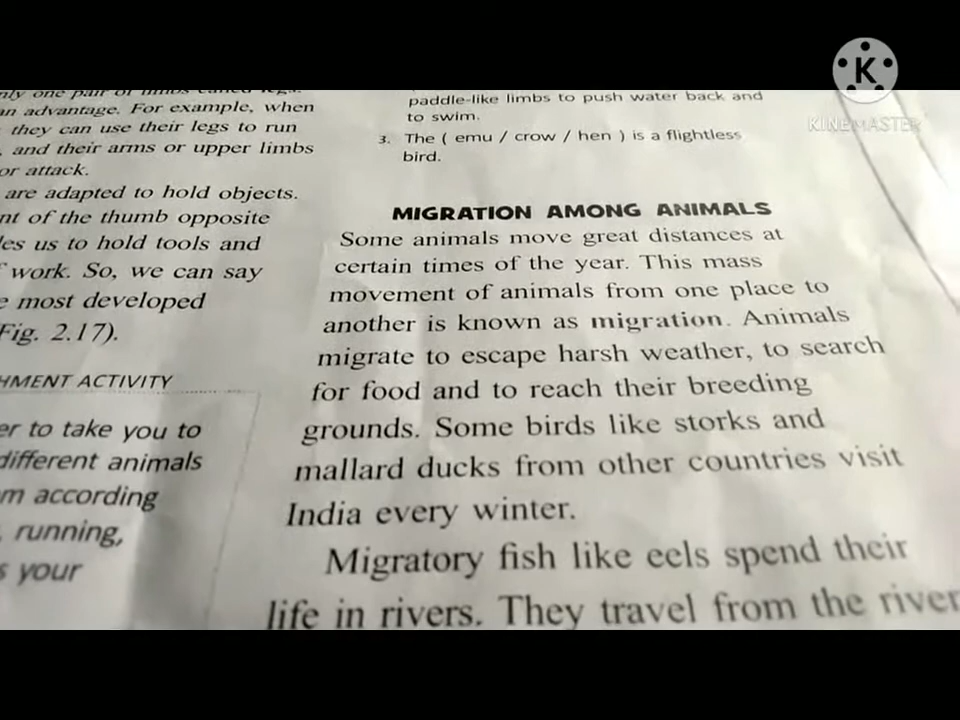 an advantage. For example, when
they can use their legs to run
and their arms or upper limbs
or attack.
are adapted to hold objects.
of the thumb opposite
us to hold tools and
work. So, we can say
most developed
Fig. 2.17).
ACTIVITY
to take you to
different animals
according
running,
your
paddle-like limbs to push water back and
to swim.
3. The ( emu / crow / hen ) is a flightless
bird.
MIGRATION AMONG ANIMALS
Some animals move great distances at
certain times of the year. This mass
movement of animals from one place to
another is known as migration. Animals
migrate to escape harsh weather, to search
for food and to reach their breeding
grounds. Some birds like storks and
mallard ducks from other countries visit
India every winter.
Migratory fish like eels spend their
life in rivers. They travel from the river
K
KINEMASTER